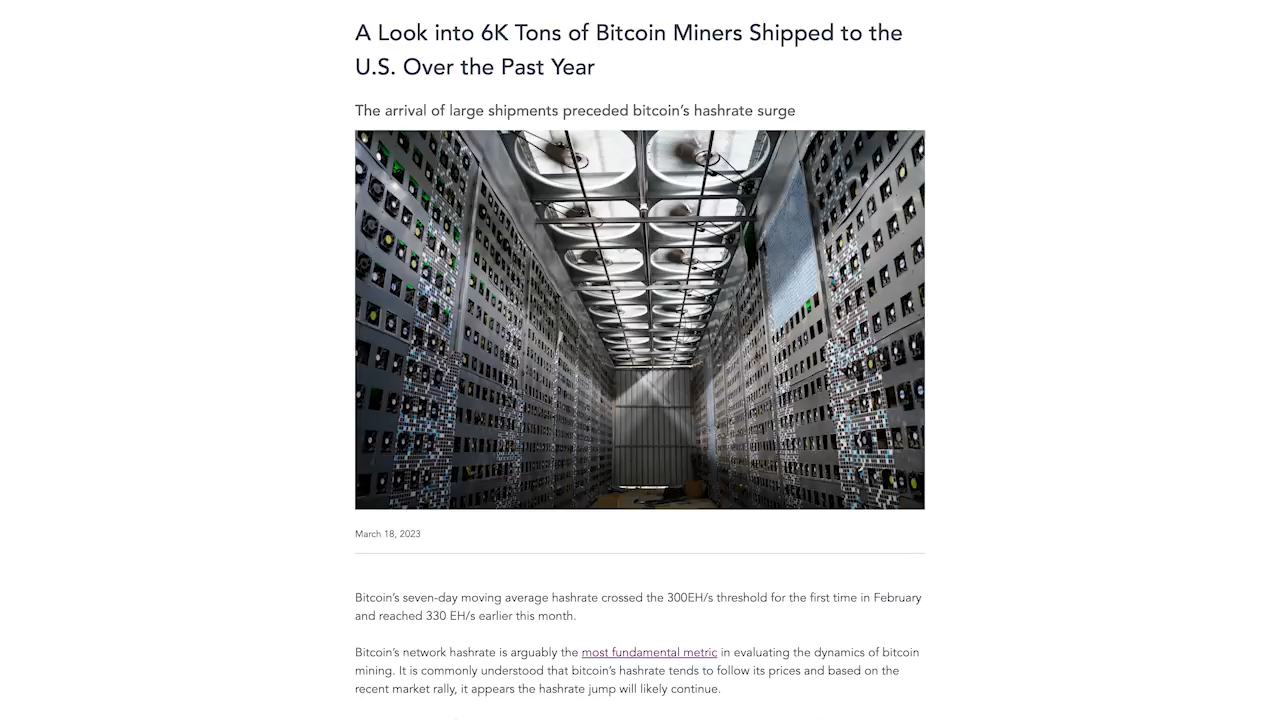 A Look into 6K Tons of Bitcoin Miners Shipped to the
U.S. Over the Past Year
The arrival of large shipments preceded bitcoin’s hashrate surge
March 18, 2023
Bitcoin’s seven-day moving average hashrate crossed the 300EH/s threshold for the first time in February
and reached 330 EH/s earlier this month.
Bitcoin’s network hashrate is arguably the most fundamental metric in evaluating the dynamics of bitcoin
mining. It is commonly understood that bitcoin’s hashrate tends to follow its prices and based on the
recent market rally, it appears the hashrate jump will likely continue.